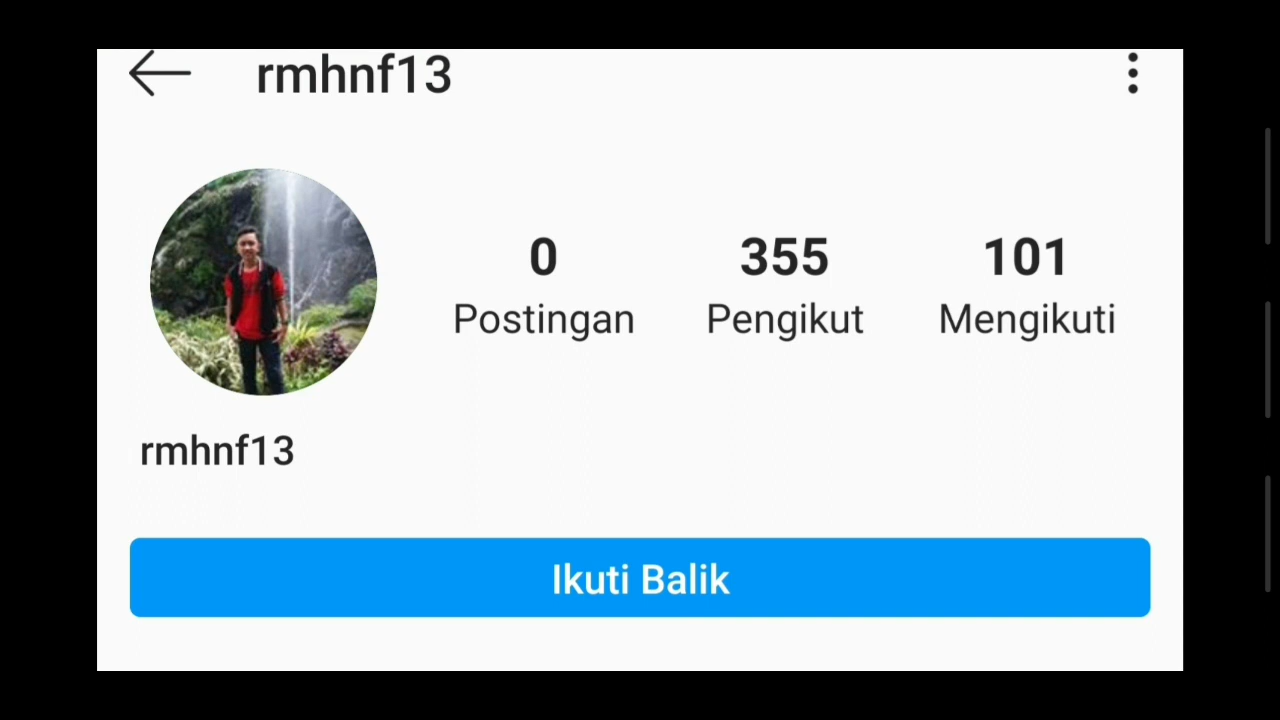 rmhnf13
0 355 101
Postingan Pengikut Mengikuti
rmhnf13
Ikuti Balik